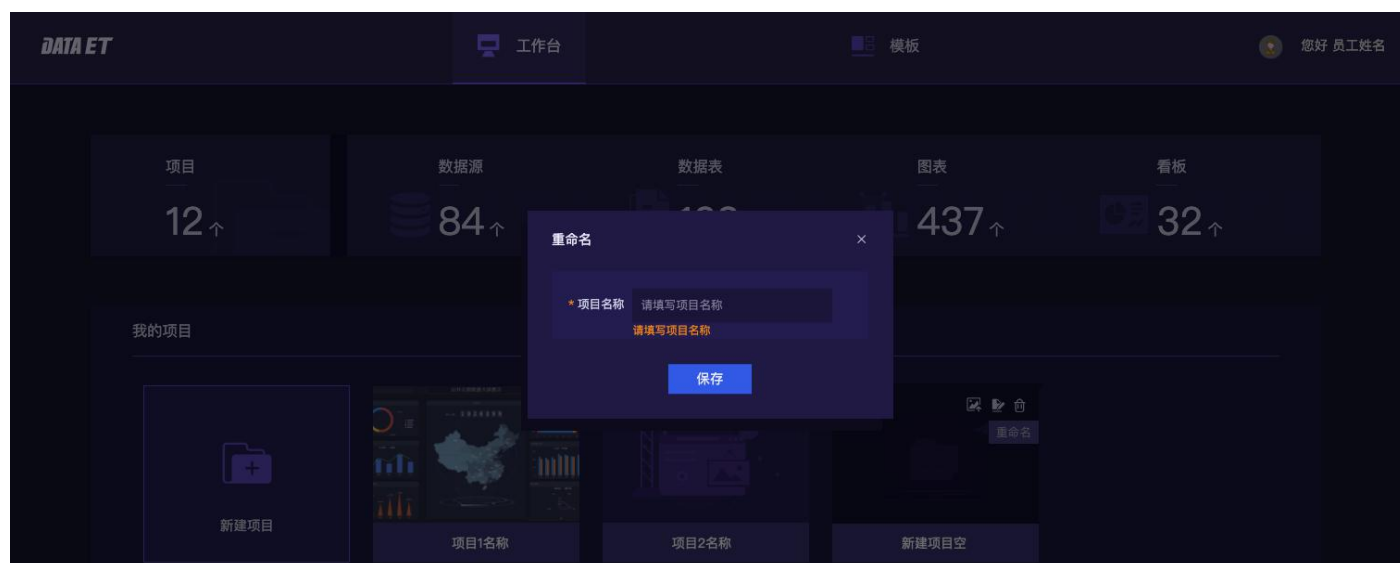 DATA ET
工作台
模板
您好 员工姓名
项目
数据源
数据表
图表
看板
12个
84个
437个
32个
重命名
* 项目名称 请填写项目名称
请填写项目名称
保存
我的项目
重命名
新建项目
项目1名称
项目2名称
新建项目空